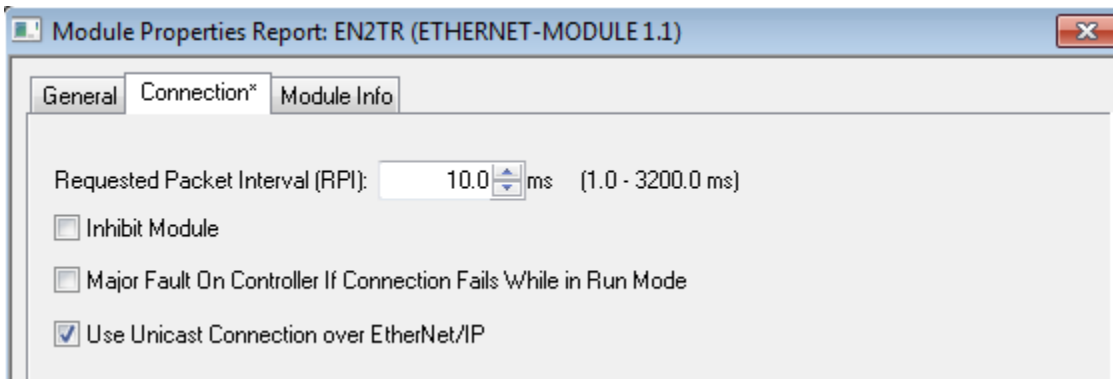 Module Properties Report: EN2TR (ETHERNET-MODULE 1.1)
General Connection* Module Info
Requested Packet Interval (RPI): 10.0 ms (1.0 - 3200.0 ms)
Inhibit Module
Major Fault On Controller If Connection Fails While in Run Mode
Use Unicast Connection over EtherNet/IP